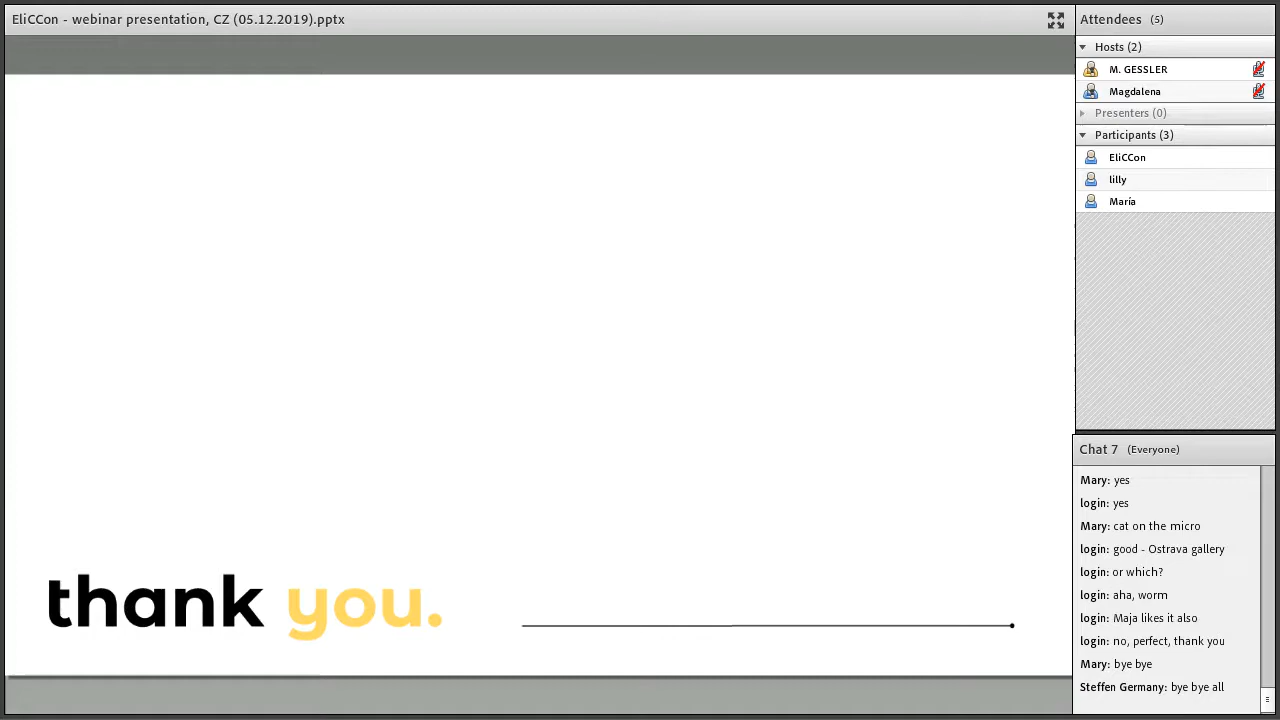 EliCCon - webinar presentation, CZ (05.12.2019).pptx
thank you.
Attendees (5)
Hosts (2)
M. GESSLER
Magdalena
Presenters (0)
Participants (3)
EliCCon
lilly
María
Chat 7 (Everyone)
Mary: yes
login: yes
Mary: cat on the micro
login: good - Ostrava gallery
login: or which?
login: aha, worm
login: Maja likes it also
login: no, perfect, thank you
Mary: bye bye
Steffen Germany: bye bye all